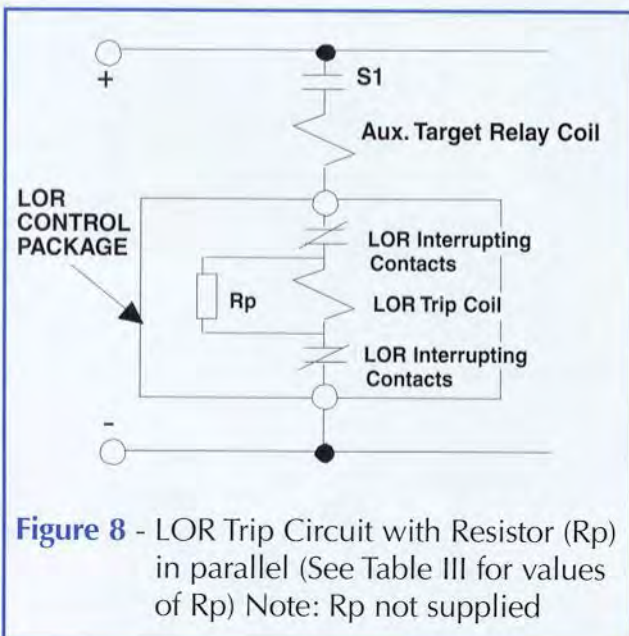 +
S1
Aux. Target Relay Coil
LOR
CONTROL
PACKAGE
LOR Interrupting
Contacts
Rp
LOR Trip Coil
LOR Interrupting
Contacts
-
Figure 8 - LOR Trip Circuit with Resistor (Rp)
in parallel (See Table III for values
of Rp) Note: Rp not supplied